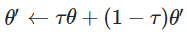 θ′ ← τθ + (1 − τ)θ′